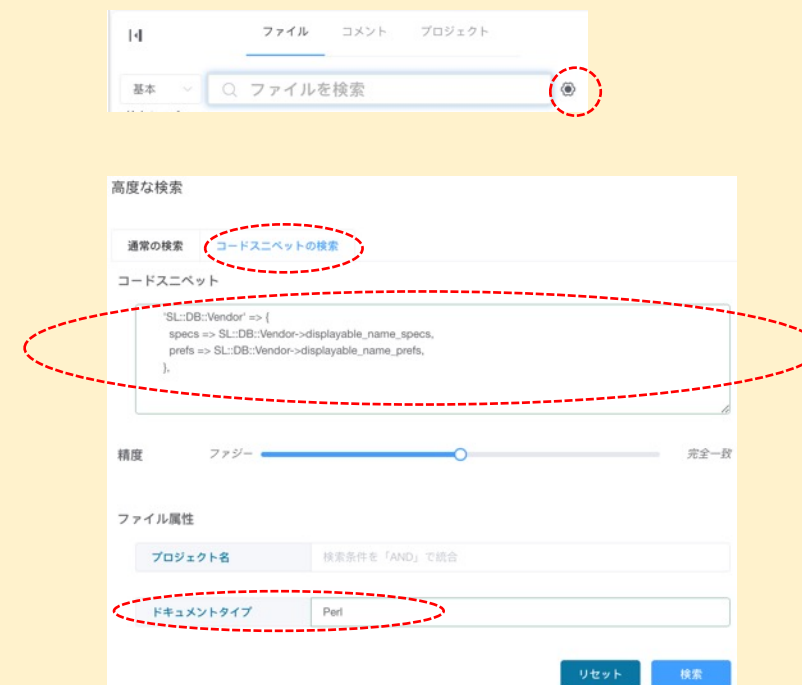 ファイル コメント プロジェクト
基本 ファイルを検索
高度な検索
通常の検索 コードスニペットの検索
コードスニペット
'SL::DB::Vendor' => {
specs => SL::DB::Vendor->displayable_name_specs,
prefs => SL::DB::Vendor->displayable_name_prefs,
},
精度 ファジー 完全一致
ファイル属性
プロジェクト名 検索条件を「AND」で統合
ドキュメントタイプ Perl
リセット 検索